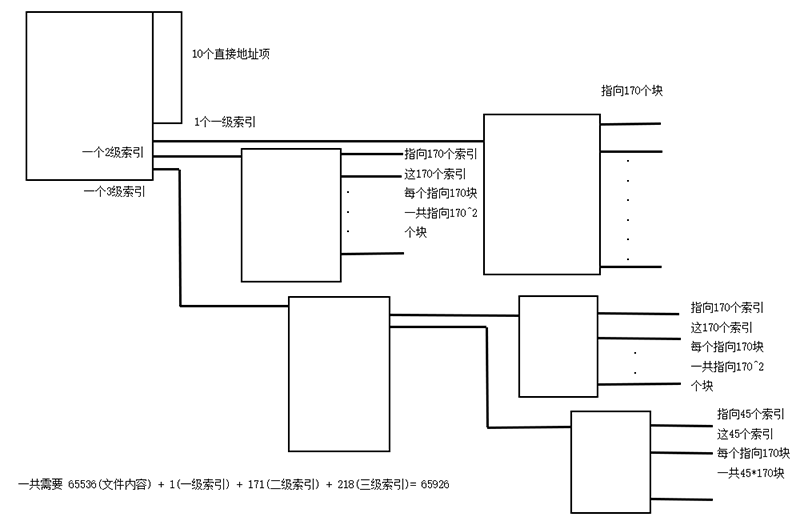 10个直接地址项
指向170个块
1个一级索引
一个2级索引
指向170个索引
这170个索引
每个指向170块
一共指向170^2
个块
一个3级索引
指向170个索引
这170个索引
每个指向170块
一共指向170^2
个块
指向45个索引
这45个索引
每个指向170块
一共45*170块
一共需要 65536(文件内容) + 1(一级索引) + 171(二级索引) + 218(三级索引)= 65926